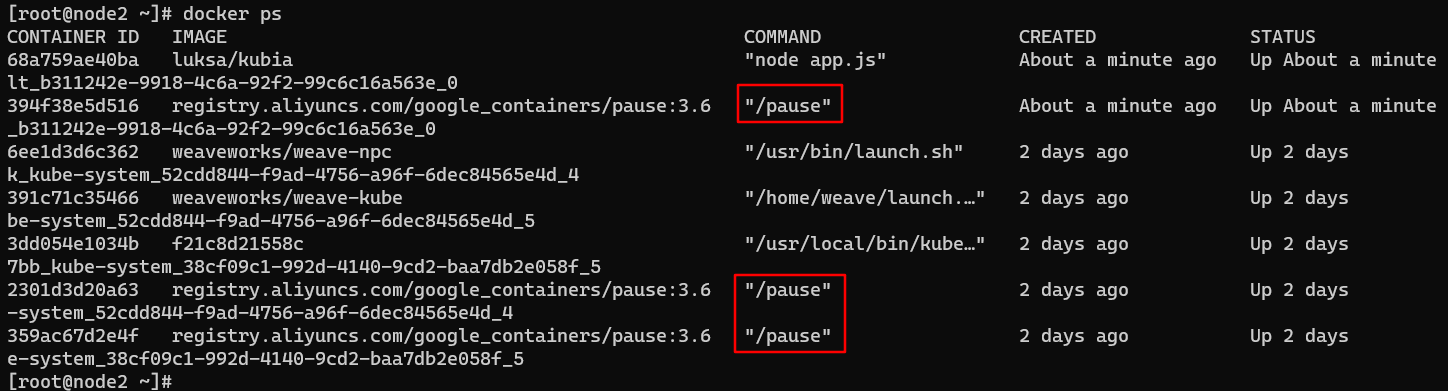 [root@node2 ~]# docker ps
CONTAINER ID   IMAGE                                                COMMAND                  CREATED              STATUS
68a759ae40ba   luksa/kubia                                          "node app.js"            About a minute ago   Up About a minute
lt_b311242e-9918-4c6a-92f2-99c6c16a563e_0
394f38e5d516   registry.aliyuncs.com/google_containers/pause:3.6   "/pause"                 About a minute ago   Up About a minute
_b311242e-9918-4c6a-92f2-99c6c16a563e_0
6ee1d3d6c362   weaveworks/weave-npc                                 "/usr/bin/launch.sh"     2 days ago           Up 2 days
k_kube-system_52cdd844-f9ad-4756-a96f-6dec84565e4d_4
391c71c35466   weaveworks/weave-kube                                "/home/weave/launch.…"   2 days ago           Up 2 days
be-system_52cdd844-f9ad-4756-a96f-6dec84565e4d_5
3dd054e1034b   f21c8d21558c                                         "/usr/local/bin/kube…"   2 days ago           Up 2 days
7bb_kube-system_38cf09c1-992d-4140-9cd2-baa7db2e058f_5
2301d3d20a63   registry.aliyuncs.com/google_containers/pause:3.6   "/pause"                 2 days ago           Up 2 days
-system_52cdd844-f9ad-4756-a96f-6dec84565e4d_4
359ac67d2e4f   registry.aliyuncs.com/google_containers/pause:3.6   "/pause"                 2 days ago           Up 2 days
e-system_38cf09c1-992d-4140-9cd2-baa7db2e058f_5
[root@node2 ~]#